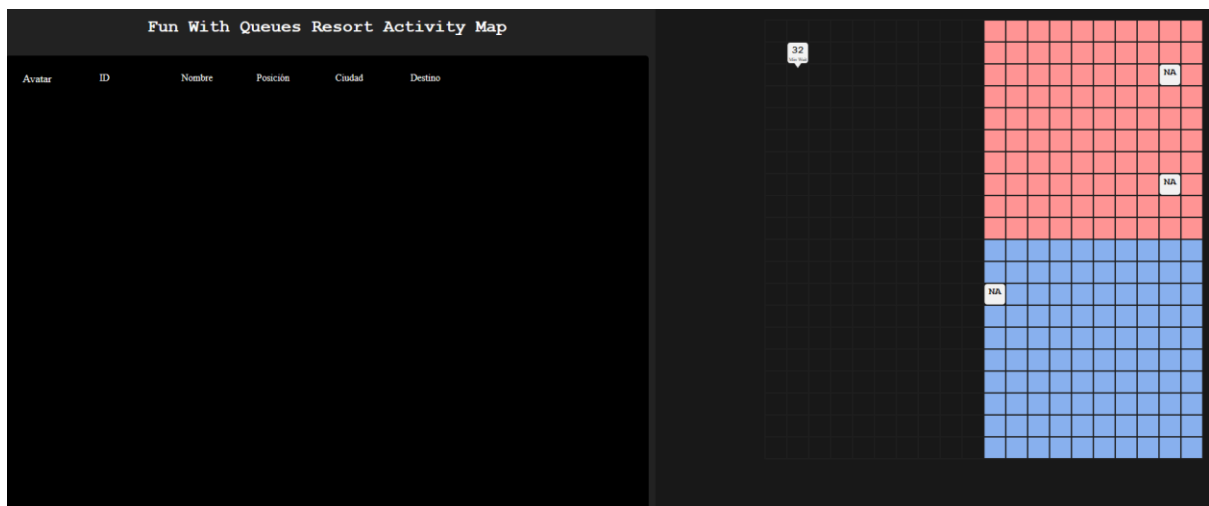 Fun With Queues Resort Activity Map
Avatar ID Nombre Posición Ciudad Destino
32
NA
NA
NA